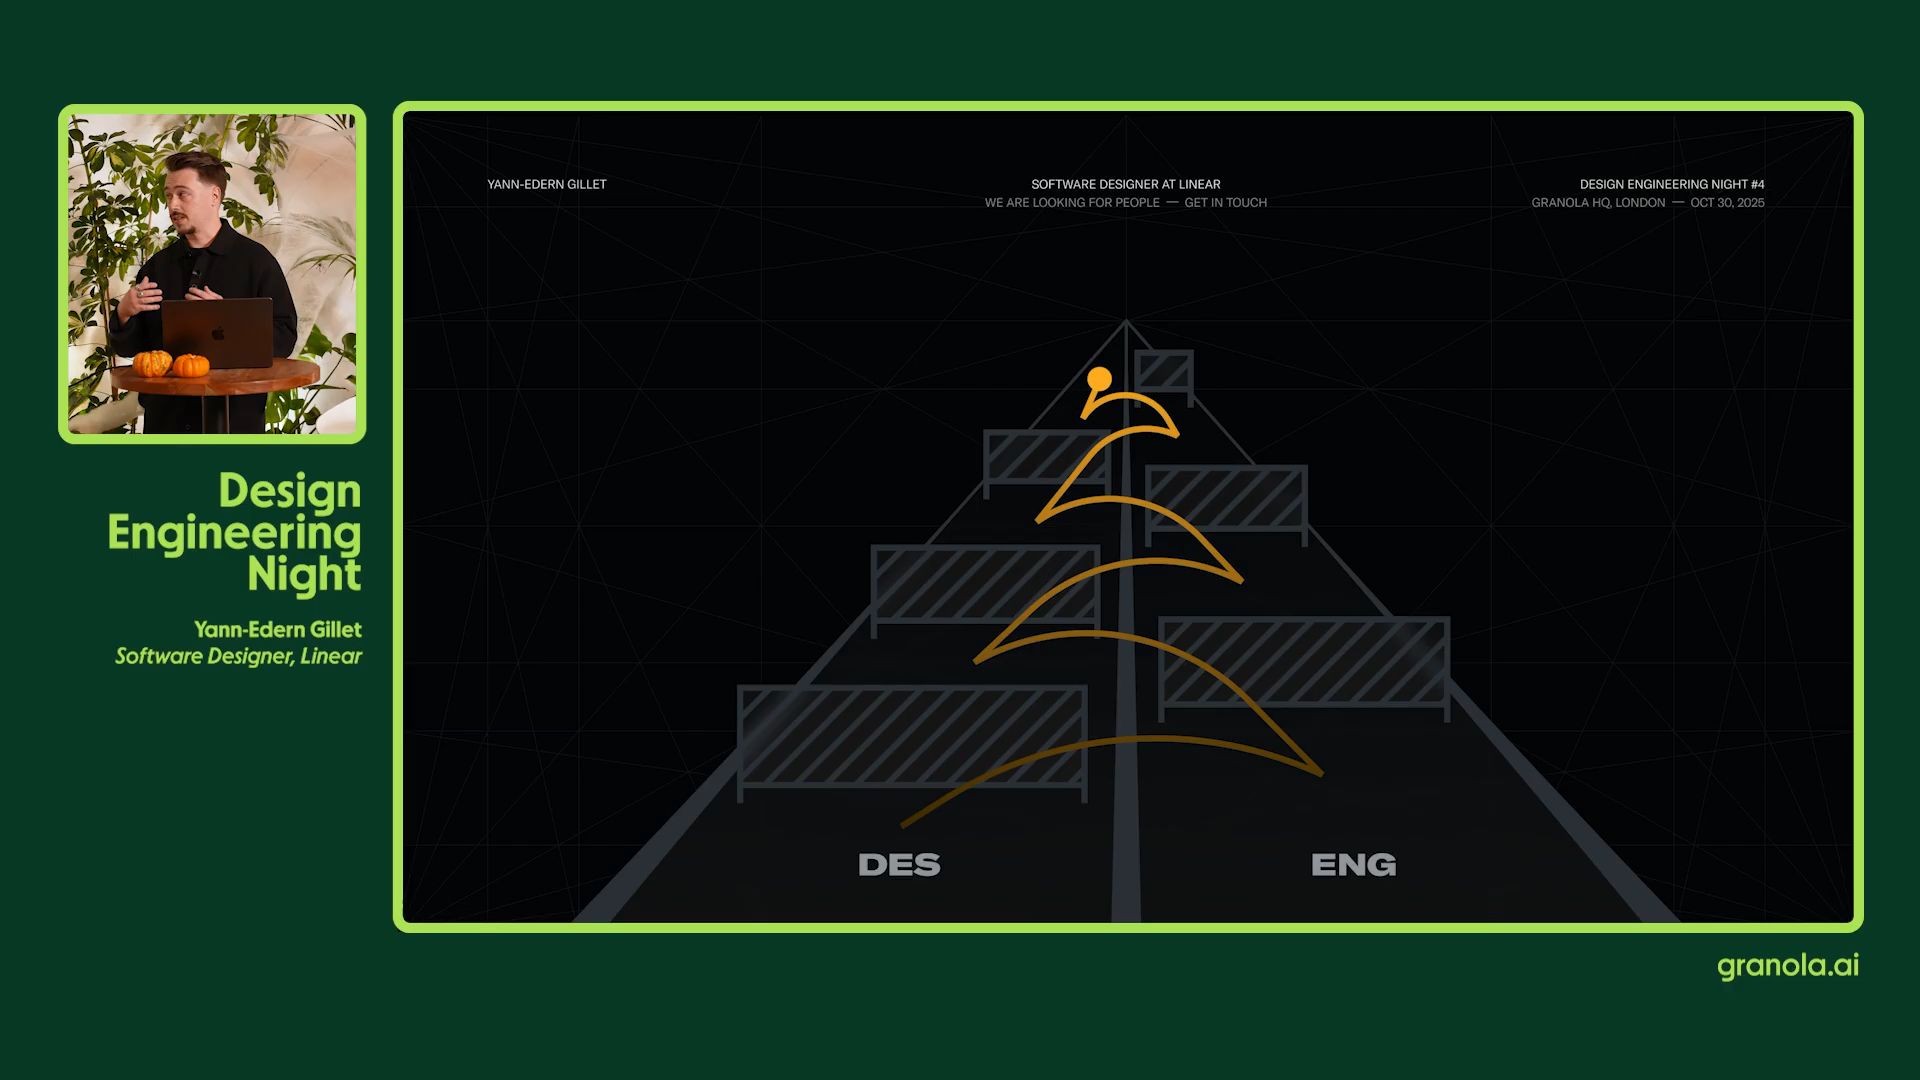 YANN-EDERN GILLET
SOFTWARE DESIGNER AT LINEAR
WE ARE LOOKING FOR PEOPLE — GET IN TOUCH
DESIGN ENGINEERING NIGHT #4
GRANOLA HQ, LONDON — OCT 30, 2025
DES
ENG
Design
Engineering
Night
Yann-Edern Gillet
Software Designer, Linear
granola.ai